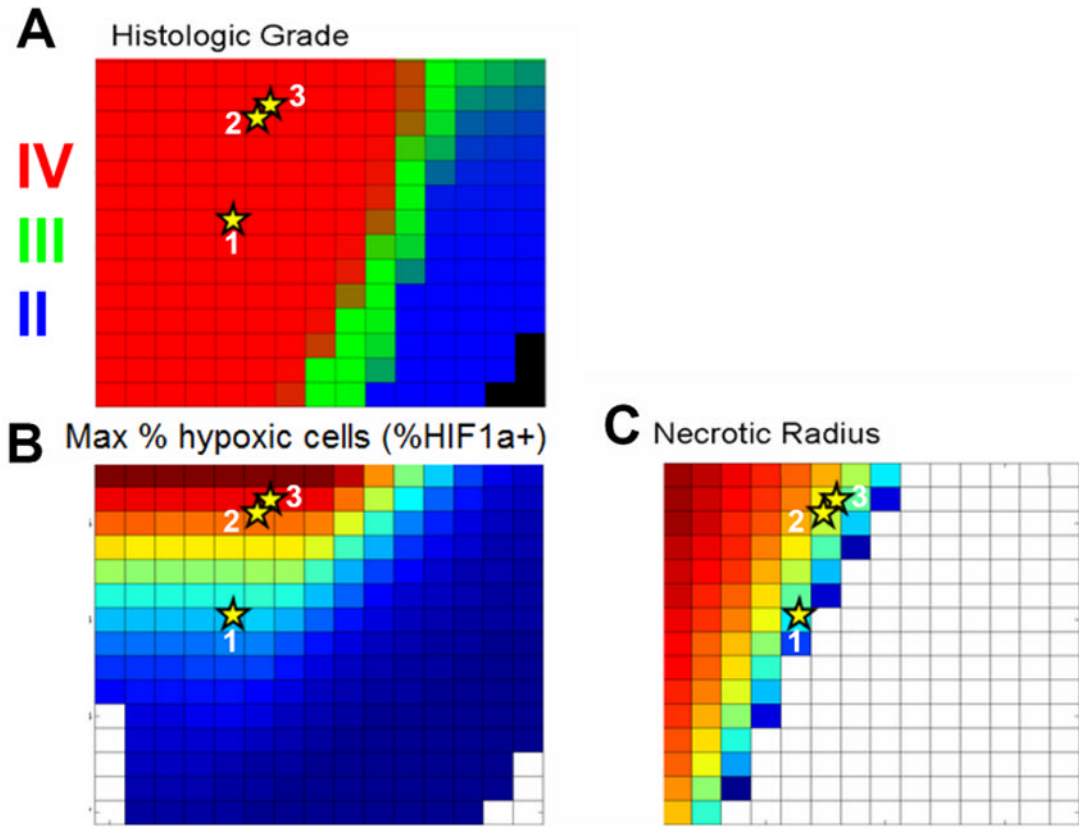 A
Histologic Grade
IV
III
II
3
2
1
B
Max % hypoxic cells (%HIF1a+)
3
2
1
C
Necrotic Radius
3
2
1